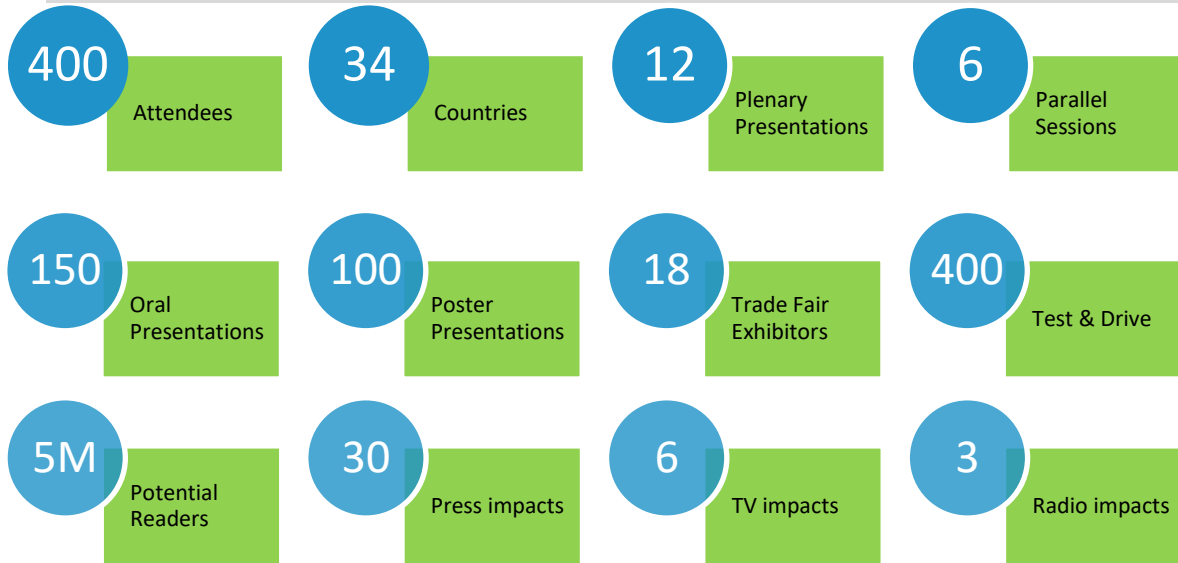 400
Attendees
34
Countries
12
Plenary
Presentations
6
Parallel
Sessions
150
Oral
Presentations
100
Poster
Presentations
18
Trade Fair
Exhibitors
400
Test & Drive
5M
Potential
Readers
30
Press impacts
6
TV impacts
3
Radio impacts